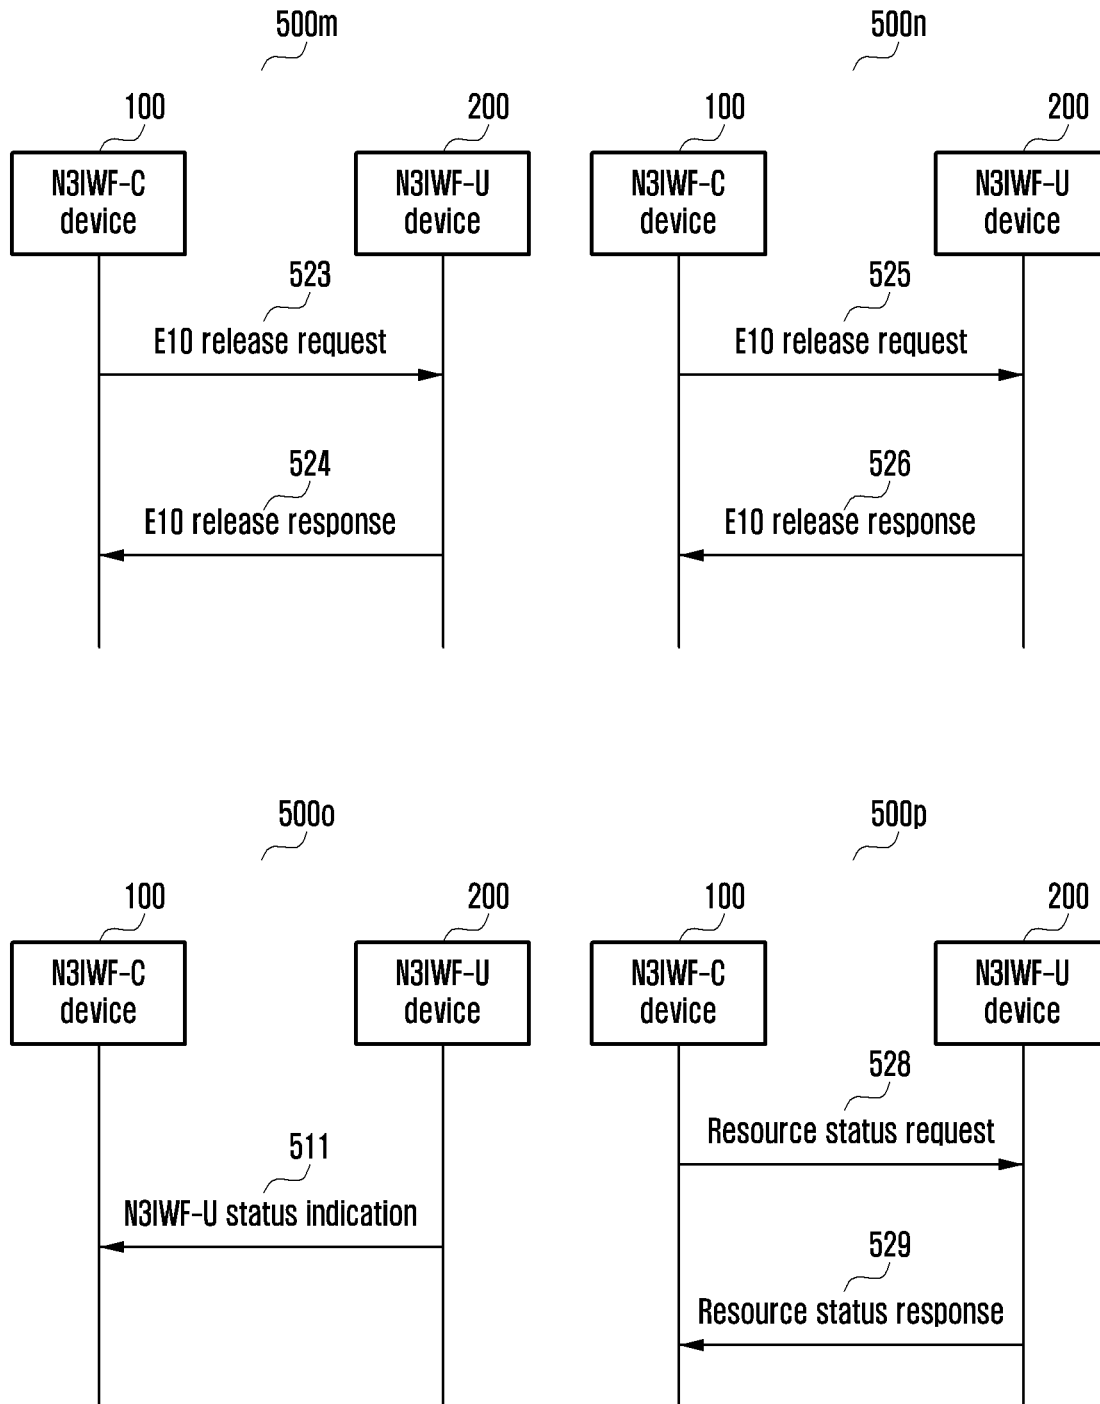 500m
100
200
N3IWF-C
device
N3IWF-U
device
523
E10 release request
524
E10 release response
500n
100
200
N3IWF-C
device
N3IWF-U
device
525
E10 release request
526
E10 release response
500o
100
200
N3IWF-C
device
N3IWF-U
device
511
N3IWF-U status indication
500p
100
200
N3IWF-C
device
N3IWF-U
device
528
Resource status request
529
Resource status response